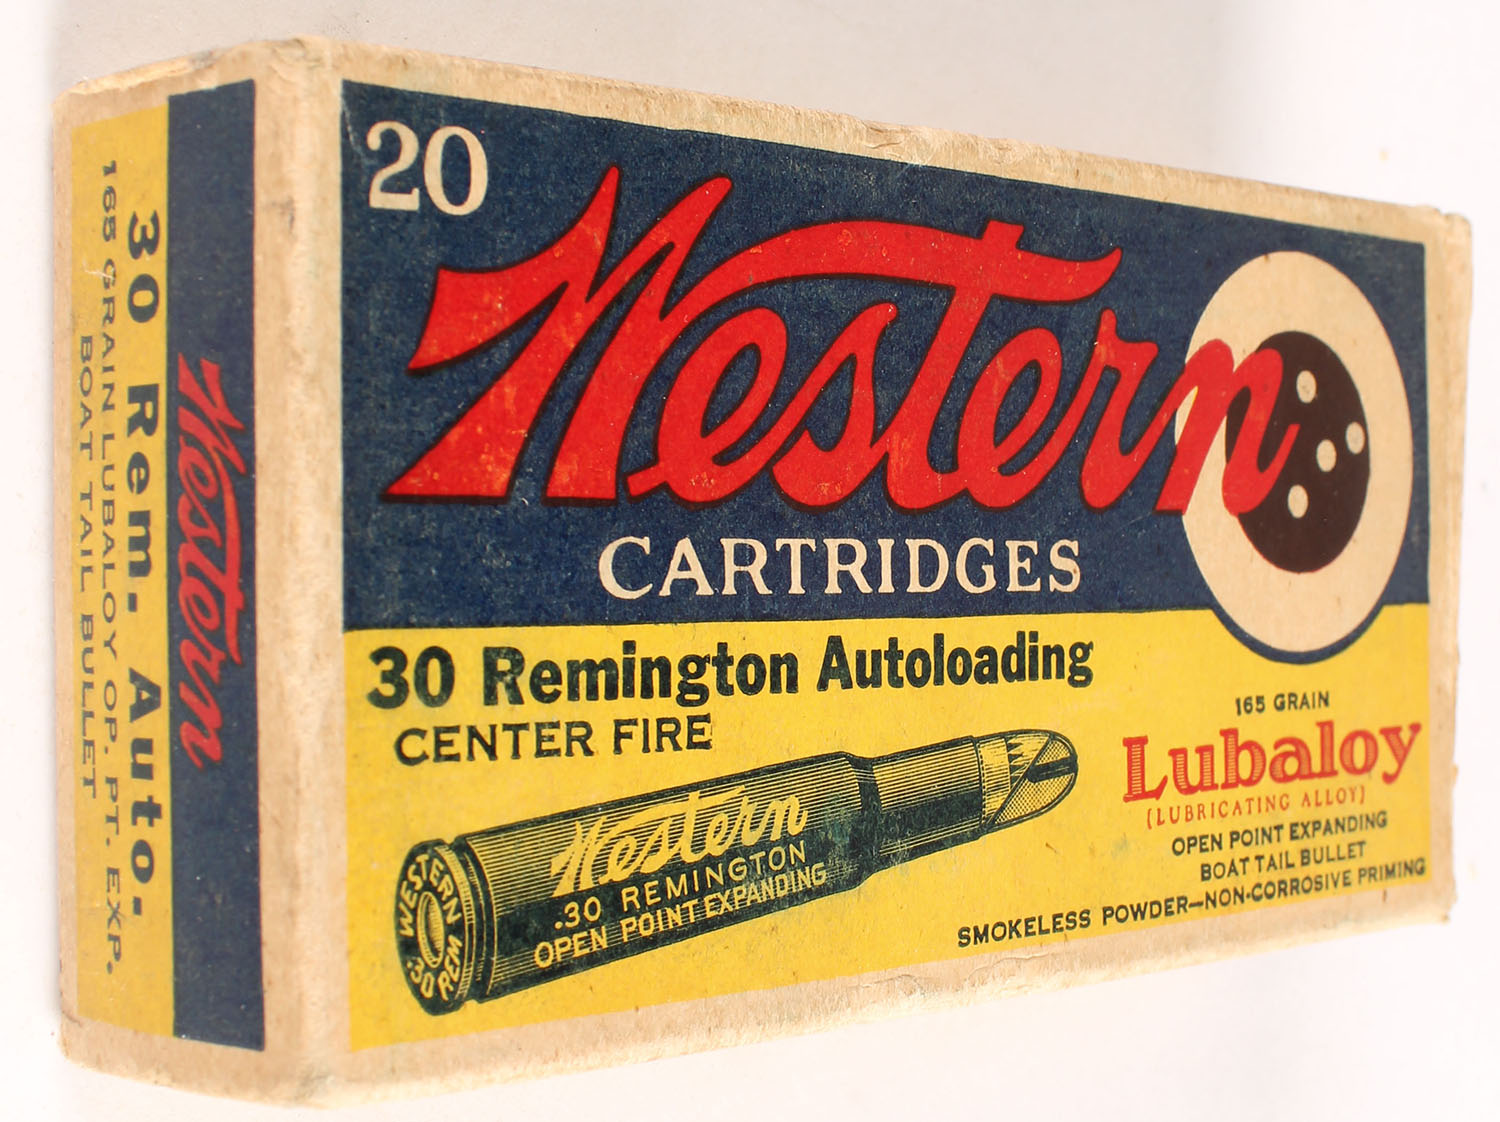 20
Western
CARTRIDGES
30 Remington Autoloading
CENTER FIRE
Western
.30 REMINGTON
OPEN POINT EXPANDING
WESTERN
.30 REM
165 GRAIN
Lubaloy
(LUBRICATING ALLOY)
OPEN POINT EXPANDING
BOAT TAIL BULLET
SMOKELESS POWDER—NON-CORROSIVE PRIMING
Western
30 Rem. Auto.
165 GRAIN LUBALOY OP. PT. EXP.
BOAT TAIL BULLET